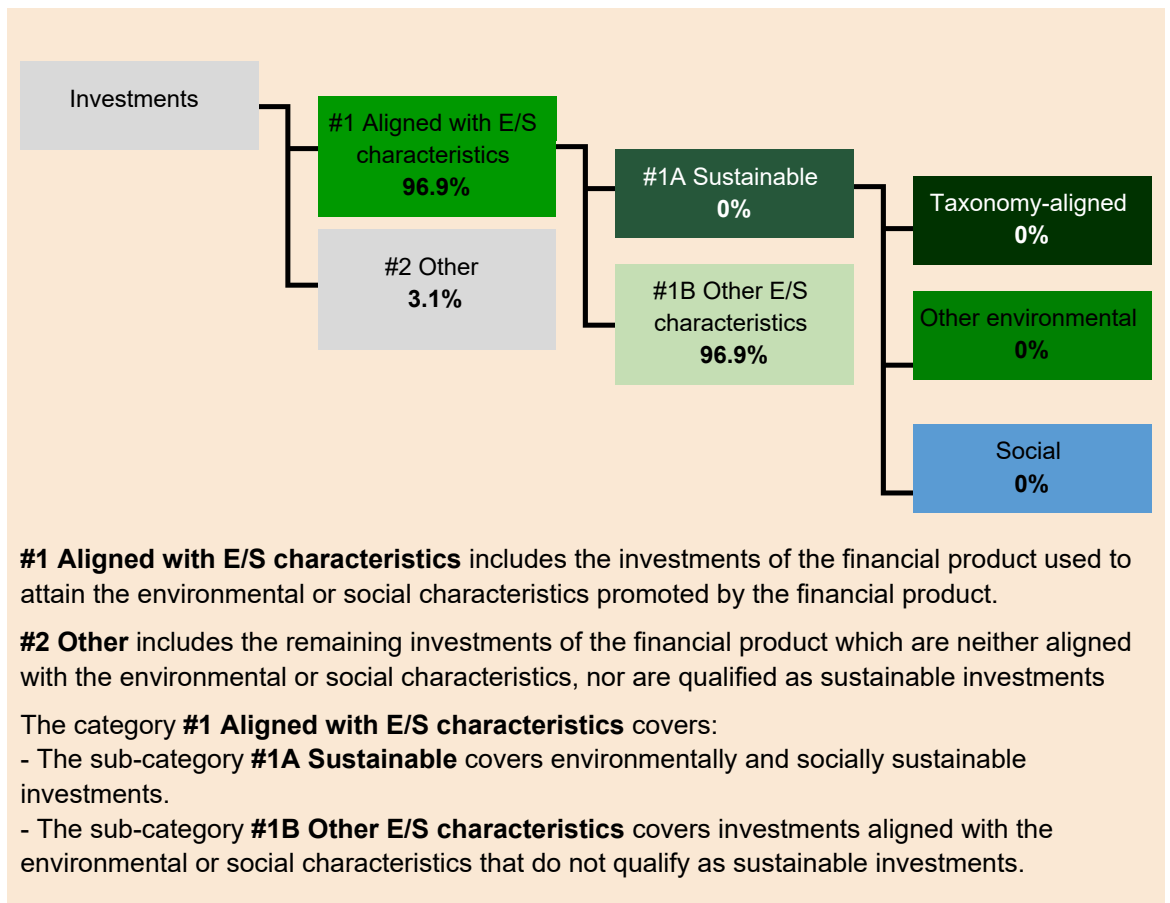 Investments
#1 Aligned with E/S
characteristics
96.9%
#2 Other
3.1%
#1A Sustainable
0%
#1B Other E/S
characteristics
96.9%
Taxonomy-aligned
0%
Other environmental
0%
Social
0%
#1 Aligned with E/S characteristics includes the investments of the financial product used to
attain the environmental or social characteristics promoted by the financial product.
#2 Other includes the remaining investments of the financial product which are neither aligned
with the environmental or social characteristics, nor are qualified as sustainable investments
The category #1 Aligned with E/S characteristics covers:
- The sub-category #1A Sustainable covers environmentally and socially sustainable
investments.
- The sub-category #1B Other E/S characteristics covers investments aligned with the
environmental or social characteristics that do not qualify as sustainable investments.